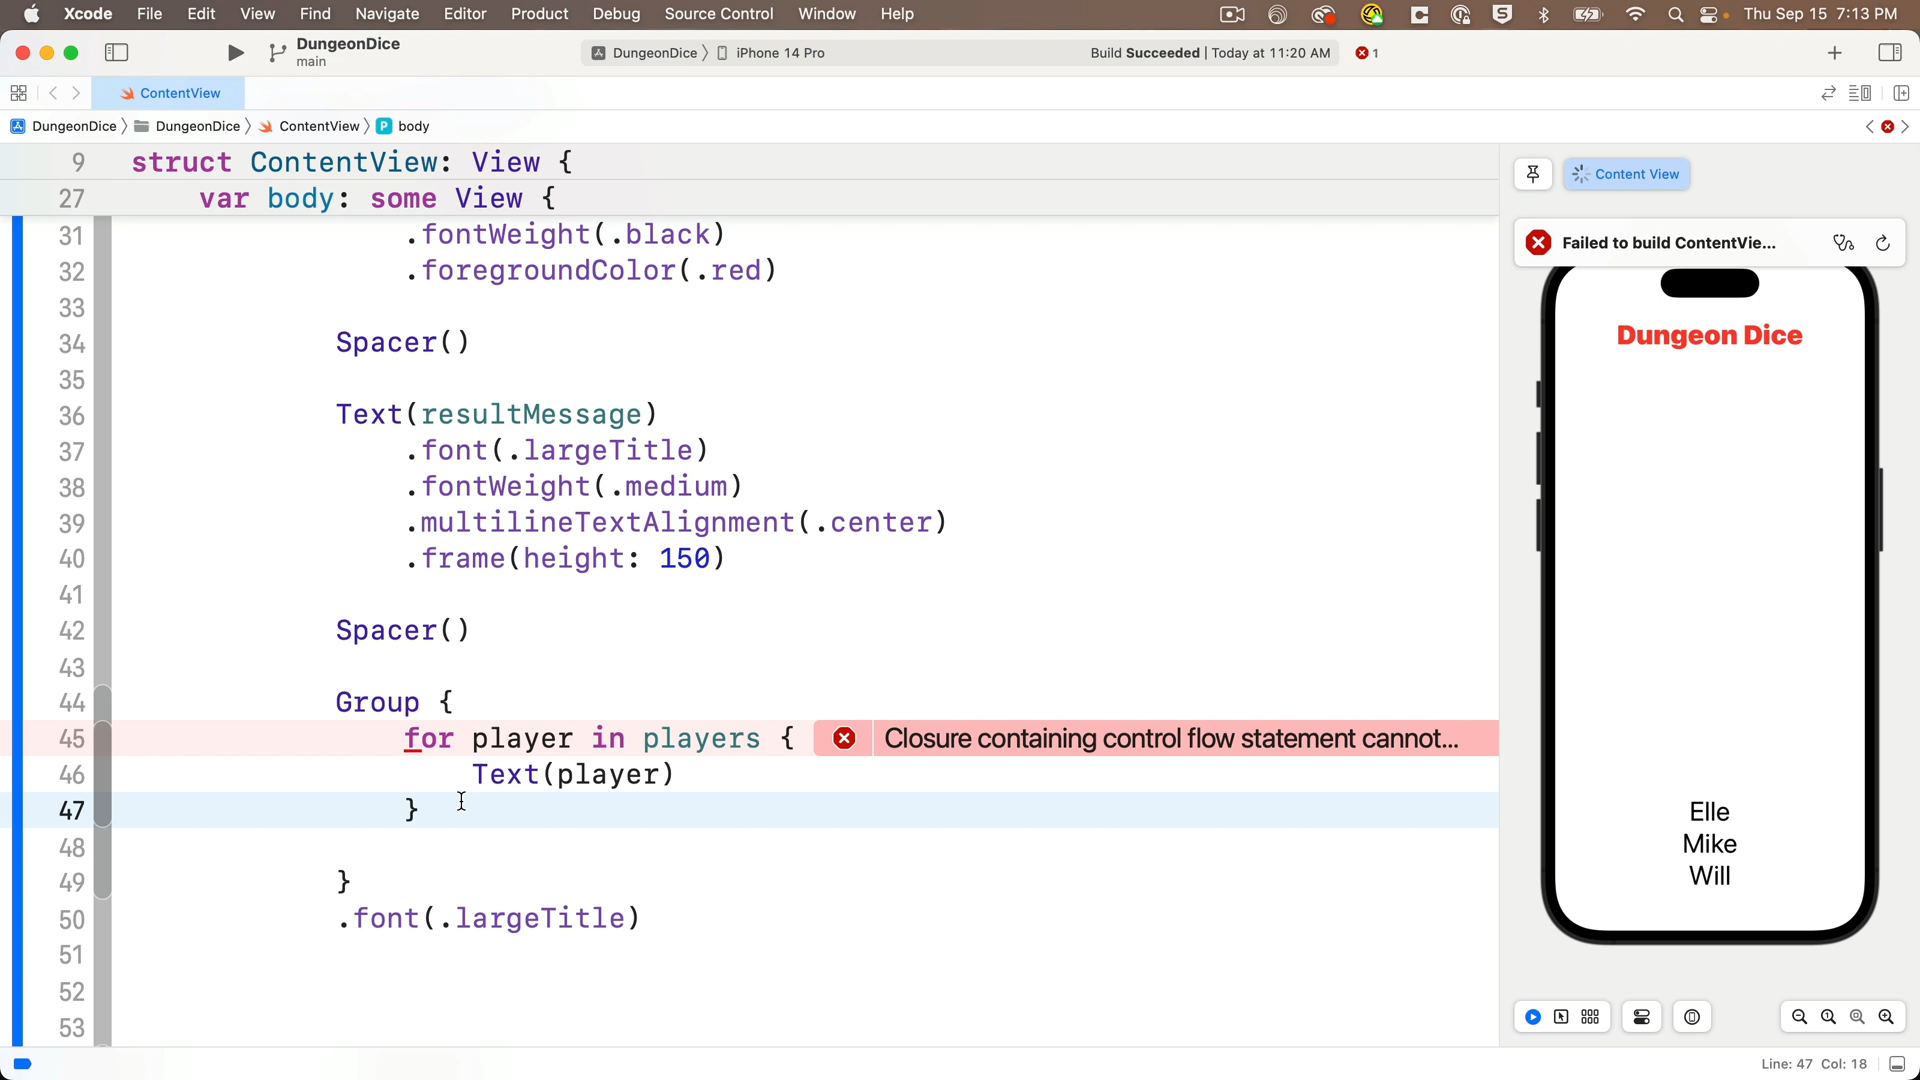 Xcode File Edit View Find Navigate Editor Product Debug Source Control Window Help Thu Sep 15 7:13 PM
DungeonDice
main
DungeonDice 〉 iPhone 14 Pro Build Succeeded | Today at 11:20 AM 1
ContentView
DungeonDice 〉 DungeonDice 〉 ContentView 〉 P body
9 struct ContentView: View {
27 var body: some View {
31 .fontWeight(.black)
32 .foregroundColor(.red)
33
34 Spacer()
35
36 Text(resultMessage)
37 .font(.largeTitle)
38 .fontWeight(.medium)
39 .multilineTextAlignment(.center)
40 .frame(height: 150)
41
42 Spacer()
43
44 Group {
45 for player in players { Closure containing control flow statement cannot...
46 Text(player)
47 }
48
49 }
50 .font(.largeTitle)
51
52
53
Content View
Failed to build ContentVie...
Dungeon Dice
Elle
Mike
Will
Line: 47 Col: 18